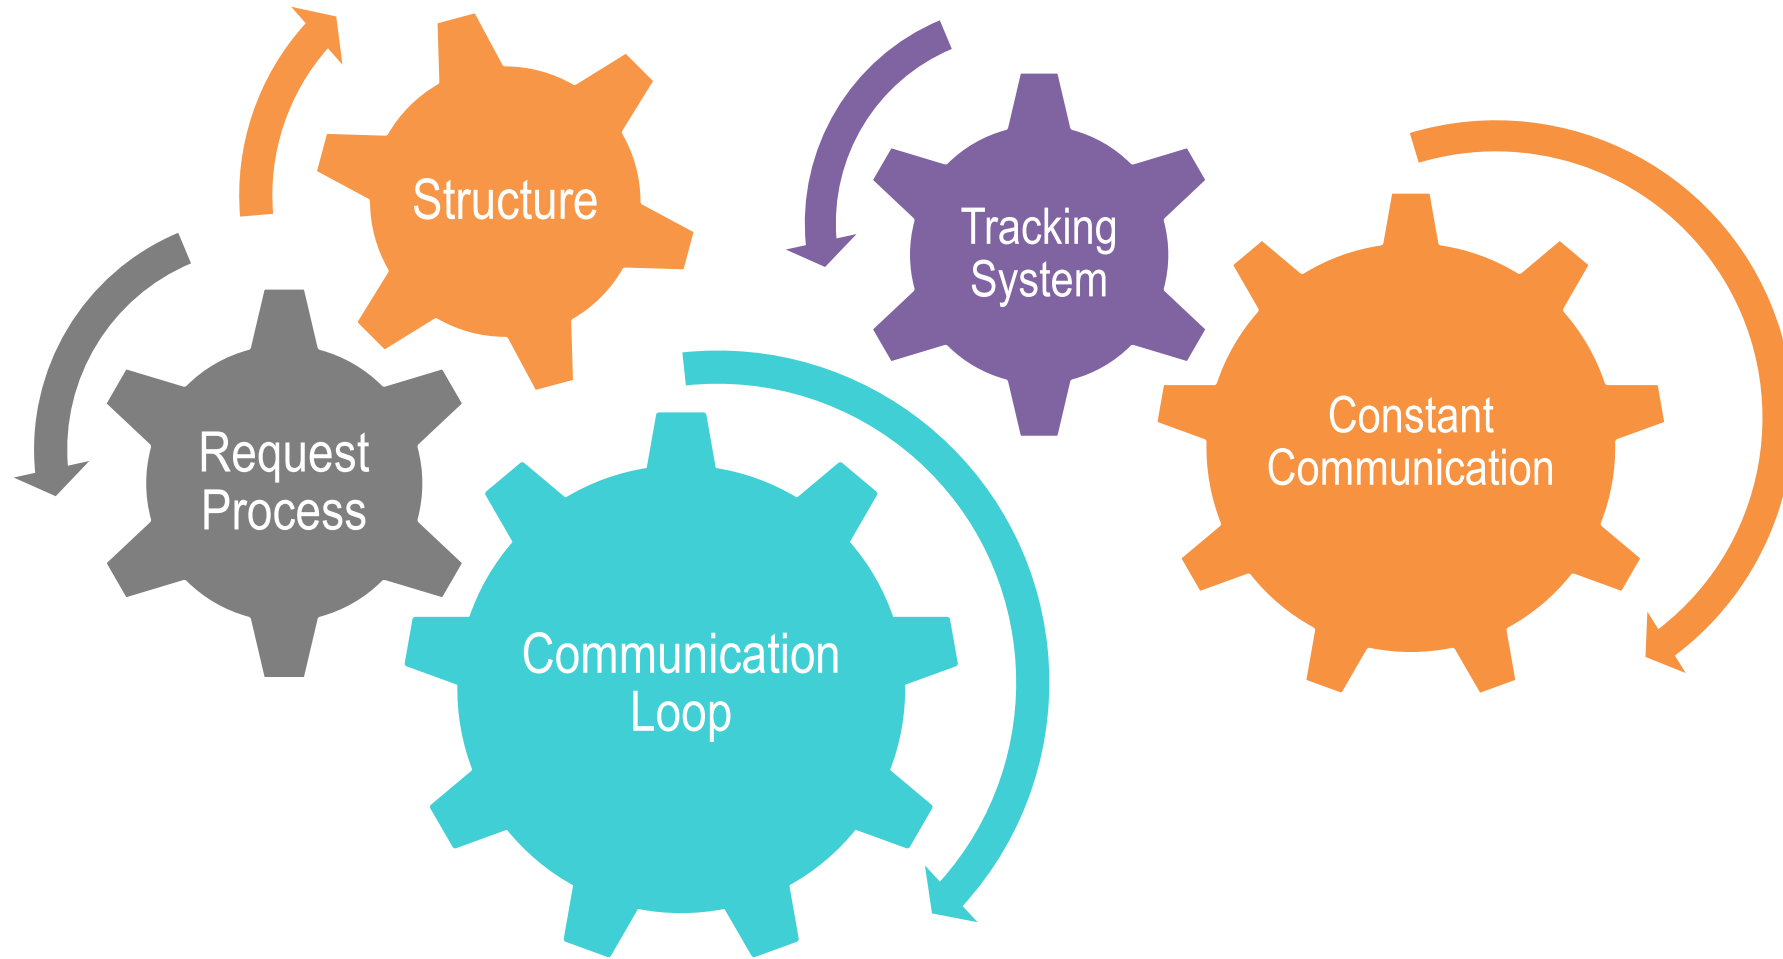 Structure
Tracking
System
Request
Process
Constant
Communication
Communication
Loop